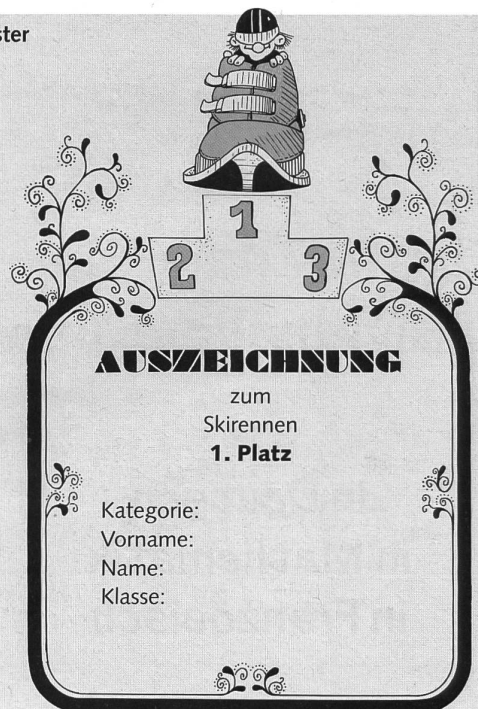 ster
1
2 3
AUSZEICHNUNG
zum
Skirennen
1. Platz
Kategorie:
Vorname:
Name:
Klasse: